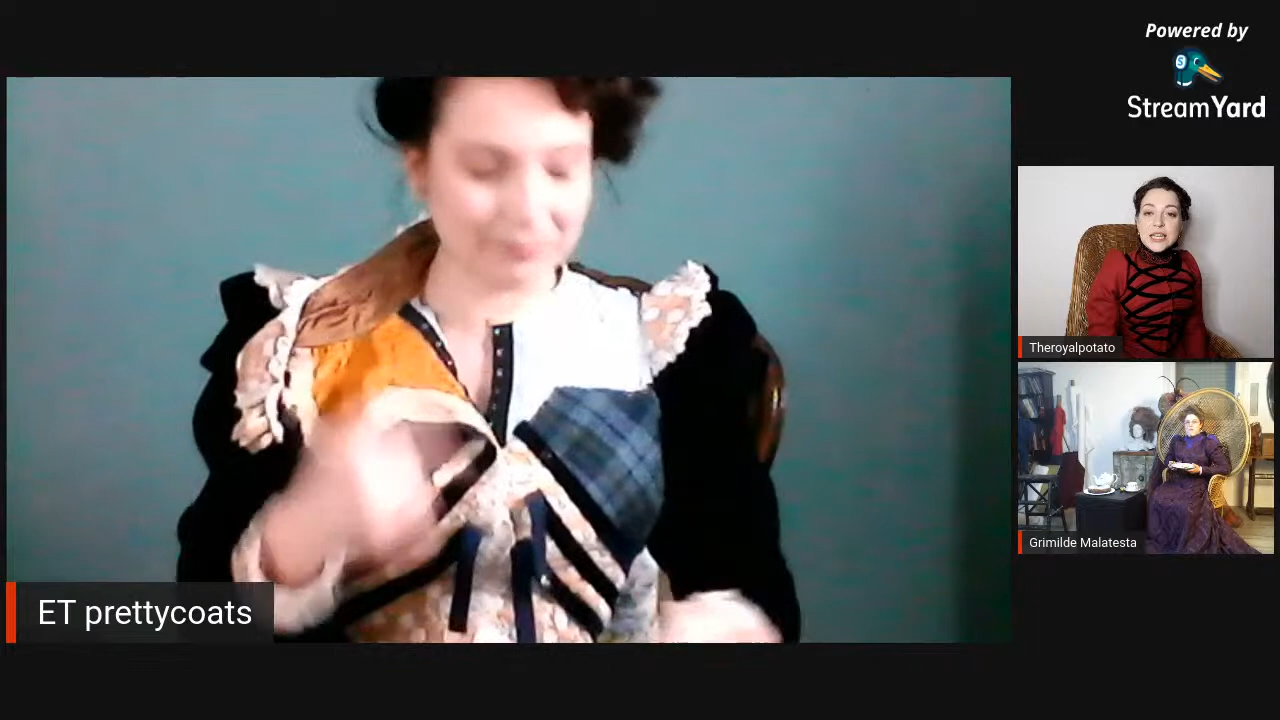 Powered by
StreamYard
Theroyalpotato
Grimilde Malatesta
ET prettycoats